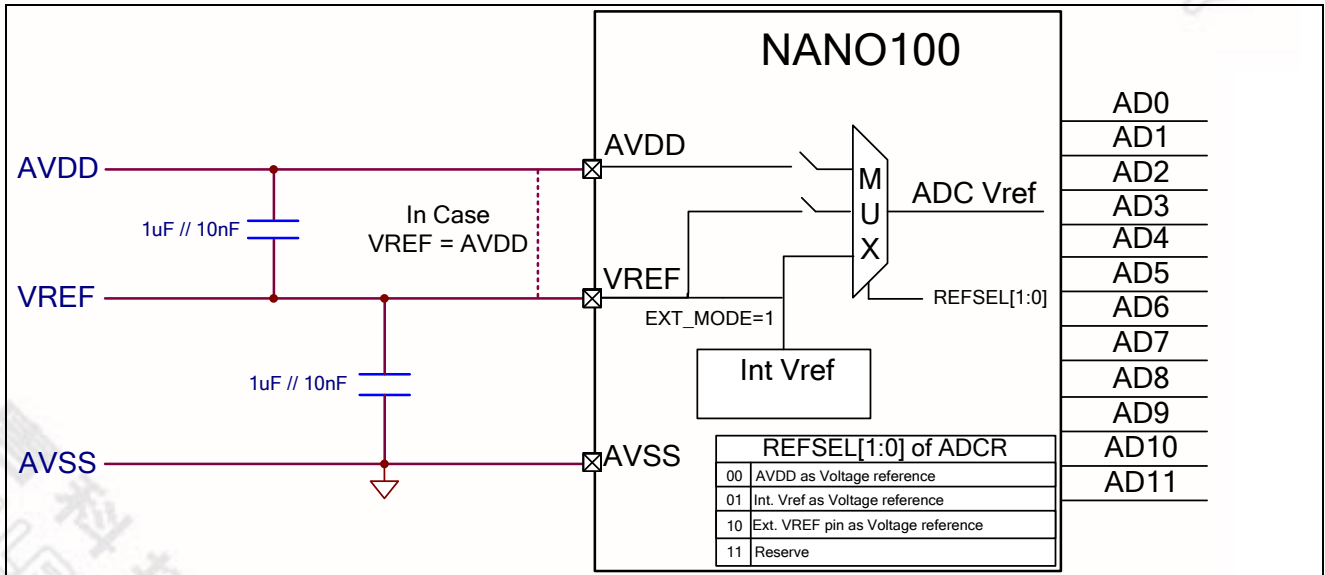 NANO100
AD0
AD1
AD2
AD3
AD4
AD5
AD6
AD7
AD8
AD9
AD10
AD11
AVDD
AVDD
M
U
X
ADC Vref
1uF // 10nF
In Case
VREF = AVDD
VREF
VREF
REFSEL[1:0]
EXT_MODE=1
Int Vref
1uF // 10nF
AVSS
AVSS
REFSEL[1:0] of ADCR
00 AVDD as Voltage reference
01 Int. Vref as Voltage reference
10 Ext. VREF pin as Voltage reference
11 Reserve